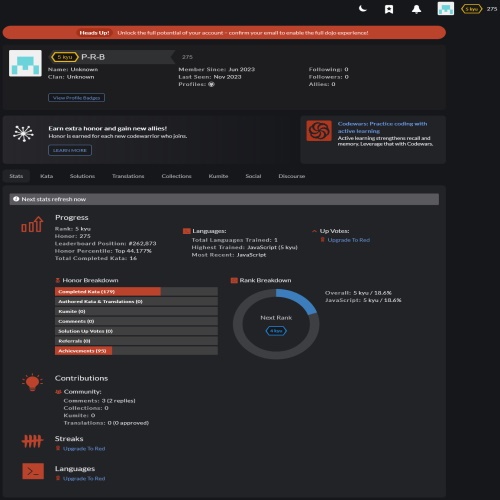 5 kyu 275
Heads Up! Unlock the full potential of your account – confirm your email to enable the full dojo experience!
5 kyu P-R-B 275
Name: Unknown Member Since: Jun 2023 Following: 0
Clan: Unknown Last Seen: Nov 2023 Followers: 0
Profiles: Allies: 0
View Profile Badges
Earn extra honor and gain new allies!
Honor is earned for each new codewarrior who joins.
LEARN MORE
Codewars: Practice coding with
active learning
Active learning strengthens recall and
memory. Leverage that with Codewars.
Stats Kata Solutions Translations Collections Kumite Social Discourse
Next stats refresh now
Progress
Rank: 5 kyu
Honor: 275
Leaderboard Position: #262,873
Honor Percentile: Top 44.177%
Total Completed Kata: 16
Languages:
Total Languages Trained: 1
Highest Trained: JavaScript (5 kyu)
Most Recent: JavaScript
Up Votes:
Upgrade To Red
Honor Breakdown
Completed Kata (179)
Authored Kata & Translations (0)
Kumite (0)
Comments (0)
Solution Up Votes (0)
Referrals (0)
Achievements (95)
Rank Breakdown
Next Rank
4 kyu
Overall: 5 kyu / 18.6%
JavaScript: 5 kyu / 18.6%
Contributions
Community:
Comments: 3 (2 replies)
Collections: 0
Kumite: 0
Translations: 0 (0 approved)
Streaks
Upgrade To Red
Languages
Upgrade To Red